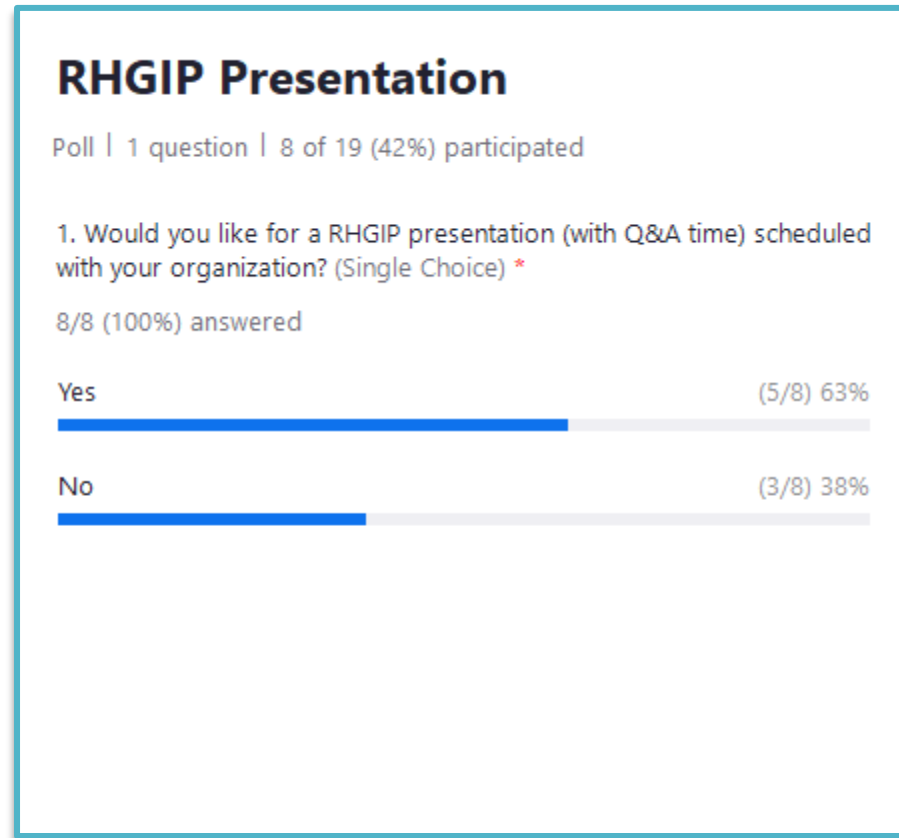 RHGIP Presentation
Poll | 1 question | 8 of 19 (42%) participated
1. Would you like for a RHGIP presentation (with Q&A time) scheduled
with your organization? (Single Choice) *
8/8 (100%) answered
Yes (5/8) 63%
No (3/8) 38%